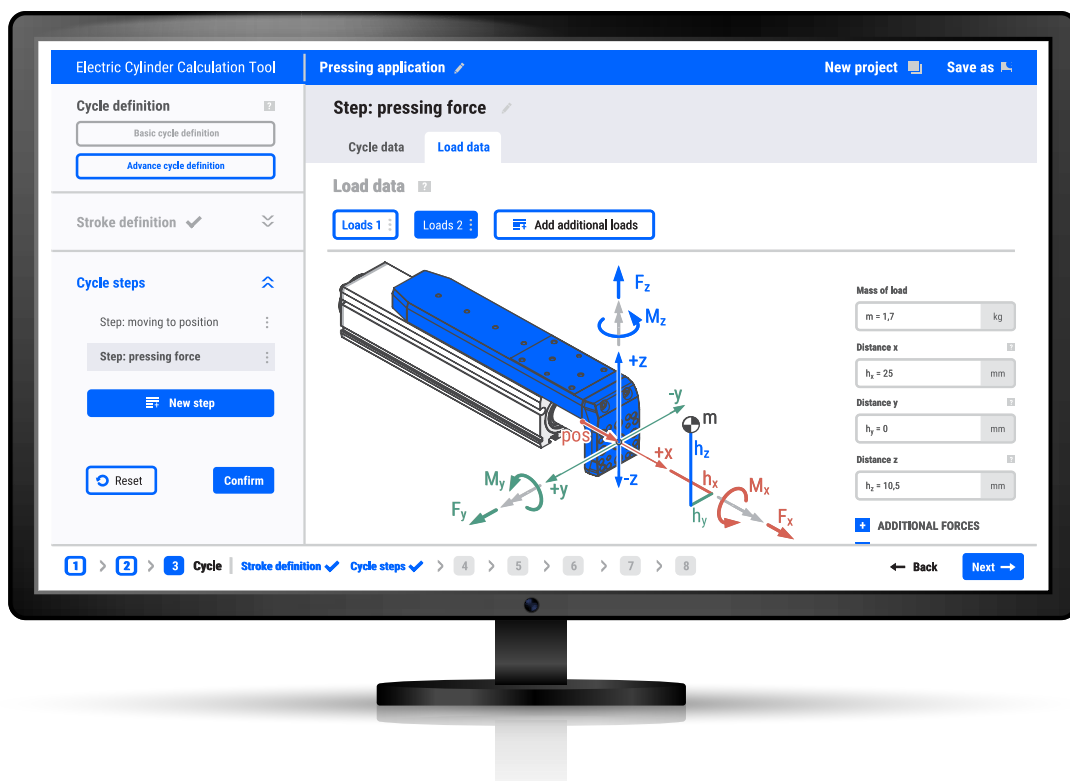 Electric Cylinder Calculation Tool
Pressing application
New project
Save as
Cycle definition ?
Basic cycle definition
Advance cycle definition
Stroke definition
Cycle steps
Step: moving to position
Step: pressing force
New step
Reset
Confirm
Step: pressing force
Cycle data
Load data
Load data ?
Loads 1
Loads 2
Add additional loads
Fz
Mz
+z
-y
m
pos
+x
hz
-z
hx
My
+y
Mx
Fy
hy
Fx
Mass of load
m = 1,7 kg
Distance x ?
hx = 25 mm
Distance y ?
hy = 0 mm
Distance z ?
hz = 10,5 mm
+ ADDITIONAL FORCES
1 > 2 > 3 Cycle | Stroke definition Cycle steps > 4 > 5 > 6 > 7 > 8
Back
Next